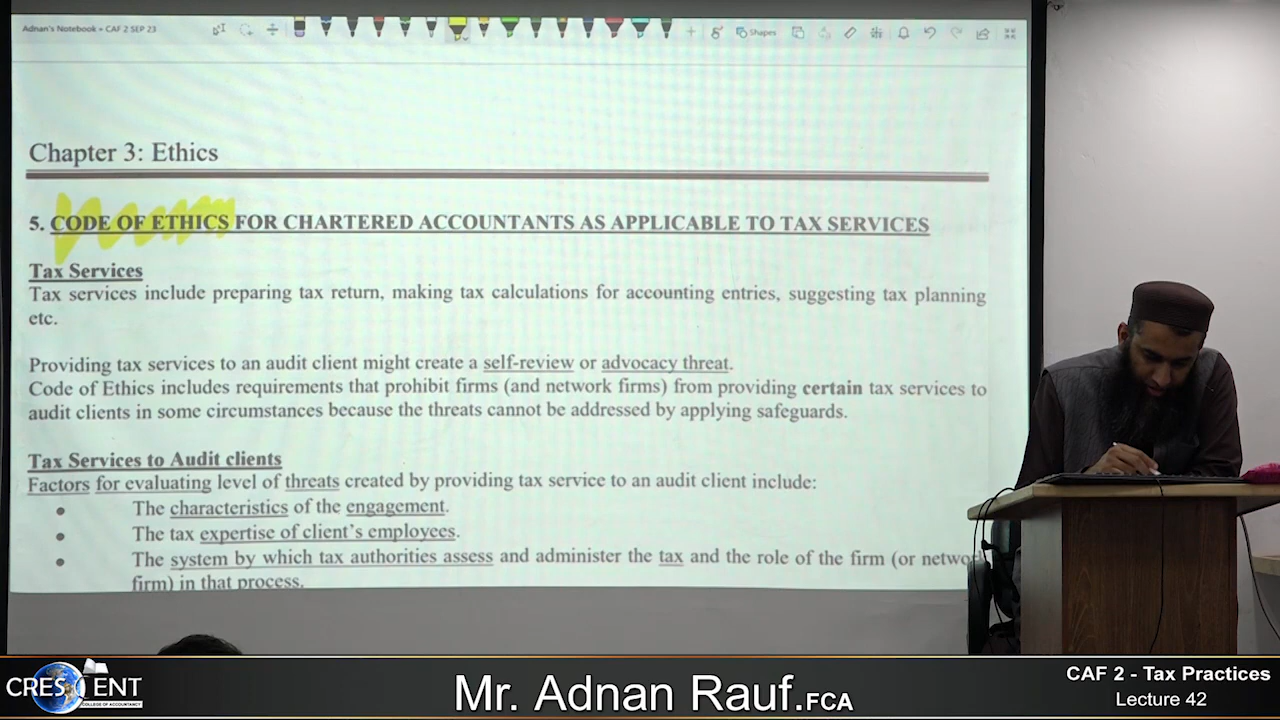 Adnan's Notebook • CAF 2 SEP 23
Shapes
Chapter 3: Ethics
5. CODE OF ETHICS FOR CHARTERED ACCOUNTANTS AS APPLICABLE TO TAX SERVICES
Tax Services
Tax services include preparing tax return, making tax calculations for accounting entries, suggesting tax planning
etc.
Providing tax services to an audit client might create a self-review or advocacy threat.
Code of Ethics includes requirements that prohibit firms (and network firms) from providing certain tax services to
audit clients in some circumstances because the threats cannot be addressed by applying safeguards.
Tax Services to Audit clients
Factors for evaluating level of threats created by providing tax service to an audit client include:
• The characteristics of the engagement.
• The tax expertise of client's employees.
• The system by which tax authorities assess and administer the tax and the role of the firm (or netwo
firm) in that process.
CRESCENT
COLLEGE OF ACCOUNTANCY
Mr. Adnan Rauf.FCA
CAF 2 - Tax Practices
Lecture 42